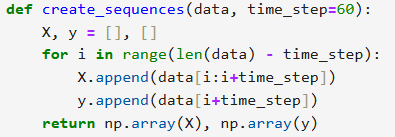 def create_sequences(data, time_step=60):
    X, y = [], []
    for i in range(len(data) - time_step):
        X.append(data[i:i+time_step])
        y.append(data[i+time_step])
    return np.array(X), np.array(y)